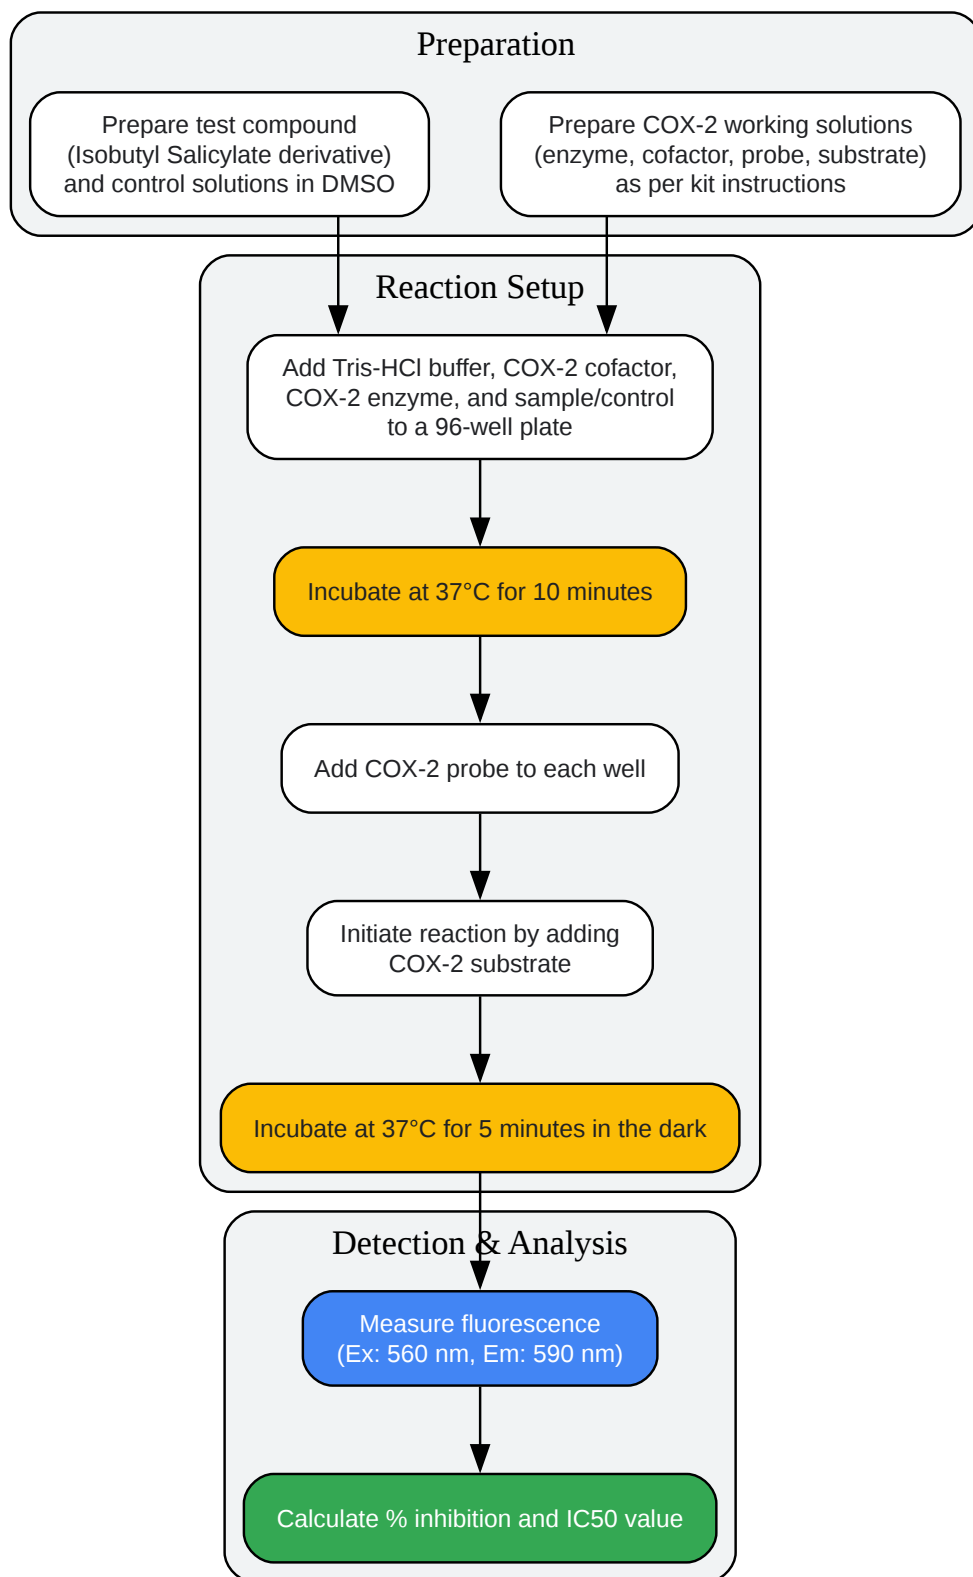 Preparation
Prepare test compound
(Isobutyl Salicylate derivative)
and control solutions in DMSO
Prepare COX-2 working solutions
(enzyme, cofactor, probe, substrate)
as per kit instructions
Reaction Setup
Add Tris-HCl buffer, COX-2 cofactor,
COX-2 enzyme, and sample/control
to a 96-well plate
Incubate at 37°C for 10 minutes
Add COX-2 probe to each well
Initiate reaction by adding
COX-2 substrate
Incubate at 37°C for 5 minutes in the dark
Detection & Analysis
Measure fluorescence
(Ex: 560 nm, Em: 590 nm)
Calculate % inhibition and IC50 value